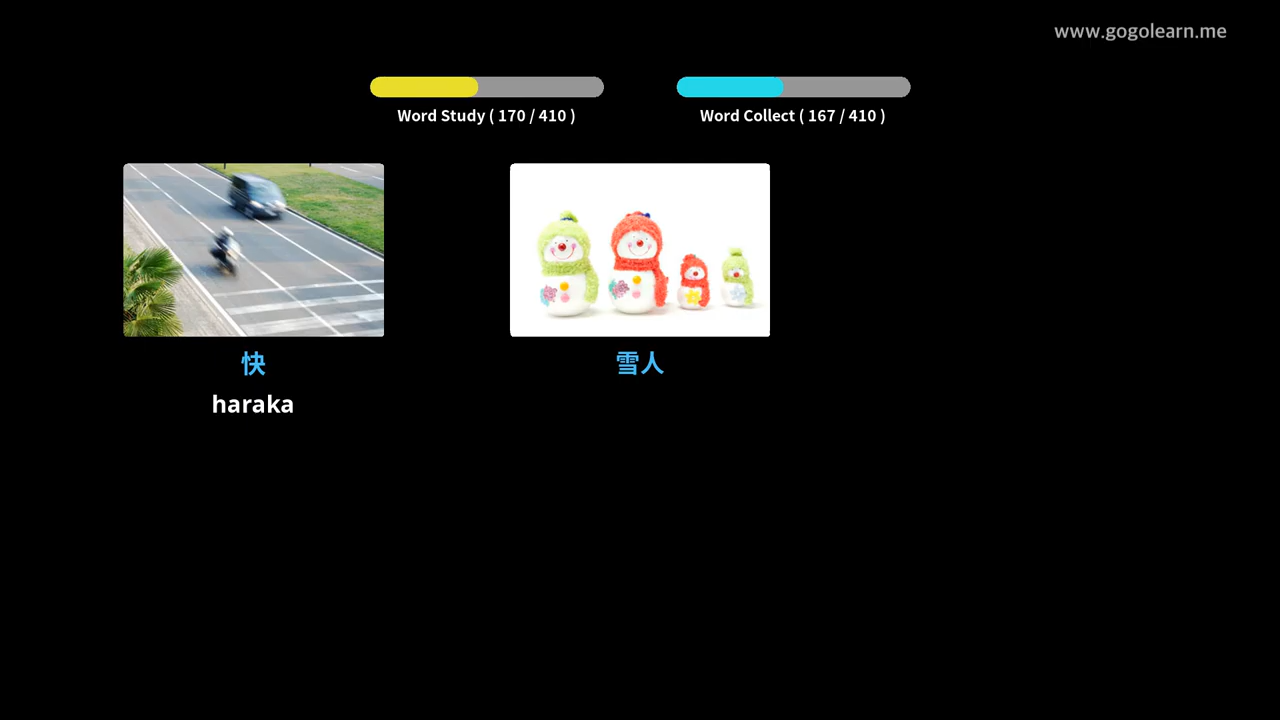 www.gogolearn.me
Word Study ( 170 / 410 )
Word Collect ( 167 / 410 )
快
haraka
雪人